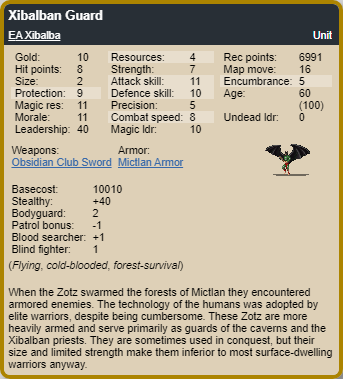 Xibalban Guard
EA Xibalba Unit
Gold: 10 Resources: 4 Rec points: 6991
Hit points: 8 Strength: 7 Map move: 16
Size: 2 Attack skill: 11 Encumbrance: 5
Protection: 9 Defence skill: 10 Age: 60
Magic res: 11 Precision: 5 (100)
Morale: 11 Combat speed: 8 Undead ldr: 0
Leadership: 40 Magic ldr: 10
Weapons: Armor:
Obsidian Club Sword Mictlan Armor
Basecost: 10010
Stealthy: +40
Bodyguard: 2
Patrol bonus: -1
Blood searcher: +1
Blind fighter: 1
(Flying, cold-blooded, forest-survival)
When the Zotz swarmed the forests of Mictlan they encountered
armored enemies. The technology of the humans was adopted by
elite warriors, despite being cumbersome. These Zotz are more
heavily armed and serve primarily as guards of the caverns and the
Xibalban priests. They are sometimes used in conquest, but their
size and limited strength make them inferior to most surface-dwelling
warriors anyway.